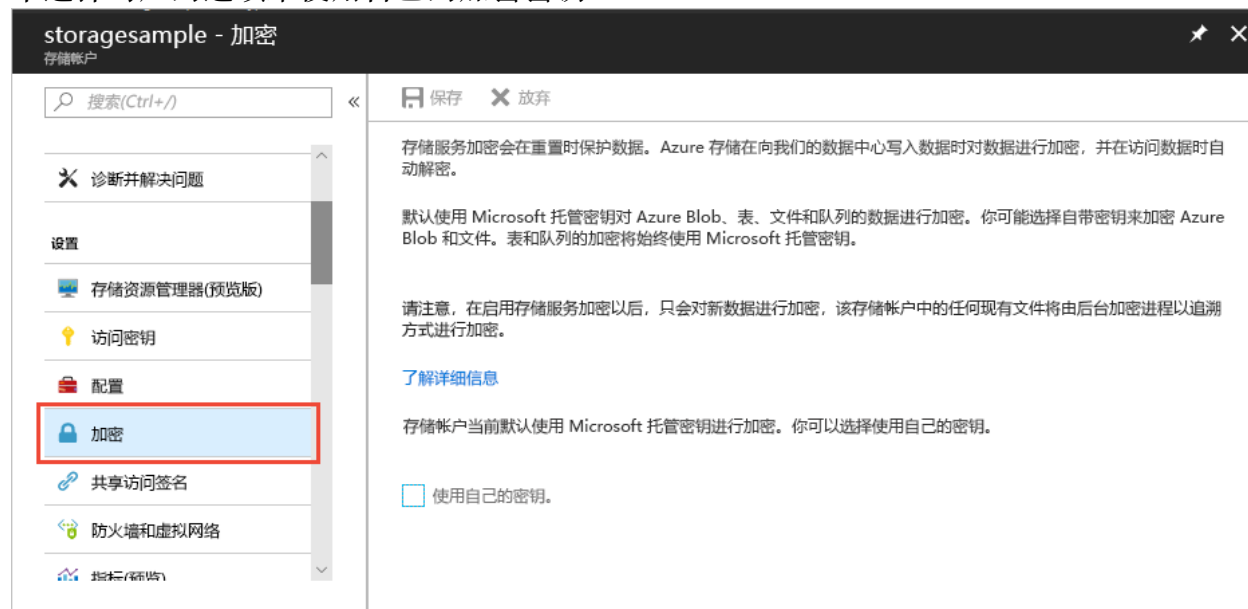 storagesample - 加密
存储帐户
搜索(Ctrl+/)
保存 放弃
诊断并解决问题
设置
存储资源管理器(预览版)
访问密钥
配置
加密
共享访问签名
防火墙和虚拟网络
指标(预览)
存储服务加密会在重置时保护数据。Azure 存储在向我们的数据中心写入数据时对数据进行加密，并在访问数据时自
动解密。
默认使用 Microsoft 托管密钥对 Azure Blob、表、文件和队列的数据进行加密。你可能选择自带密钥来加密 Azure
Blob 和文件。表和队列的加密将始终使用 Microsoft 托管密钥。
请注意，在启用存储服务加密以后，只会对新数据进行加密，该存储帐户中的任何现有文件将由后台加密进程以追溯
方式进行加密。
了解详细信息
存储帐户当前默认使用 Microsoft 托管密钥进行加密。你可以选择使用自己的密钥。
使用自己的密钥。